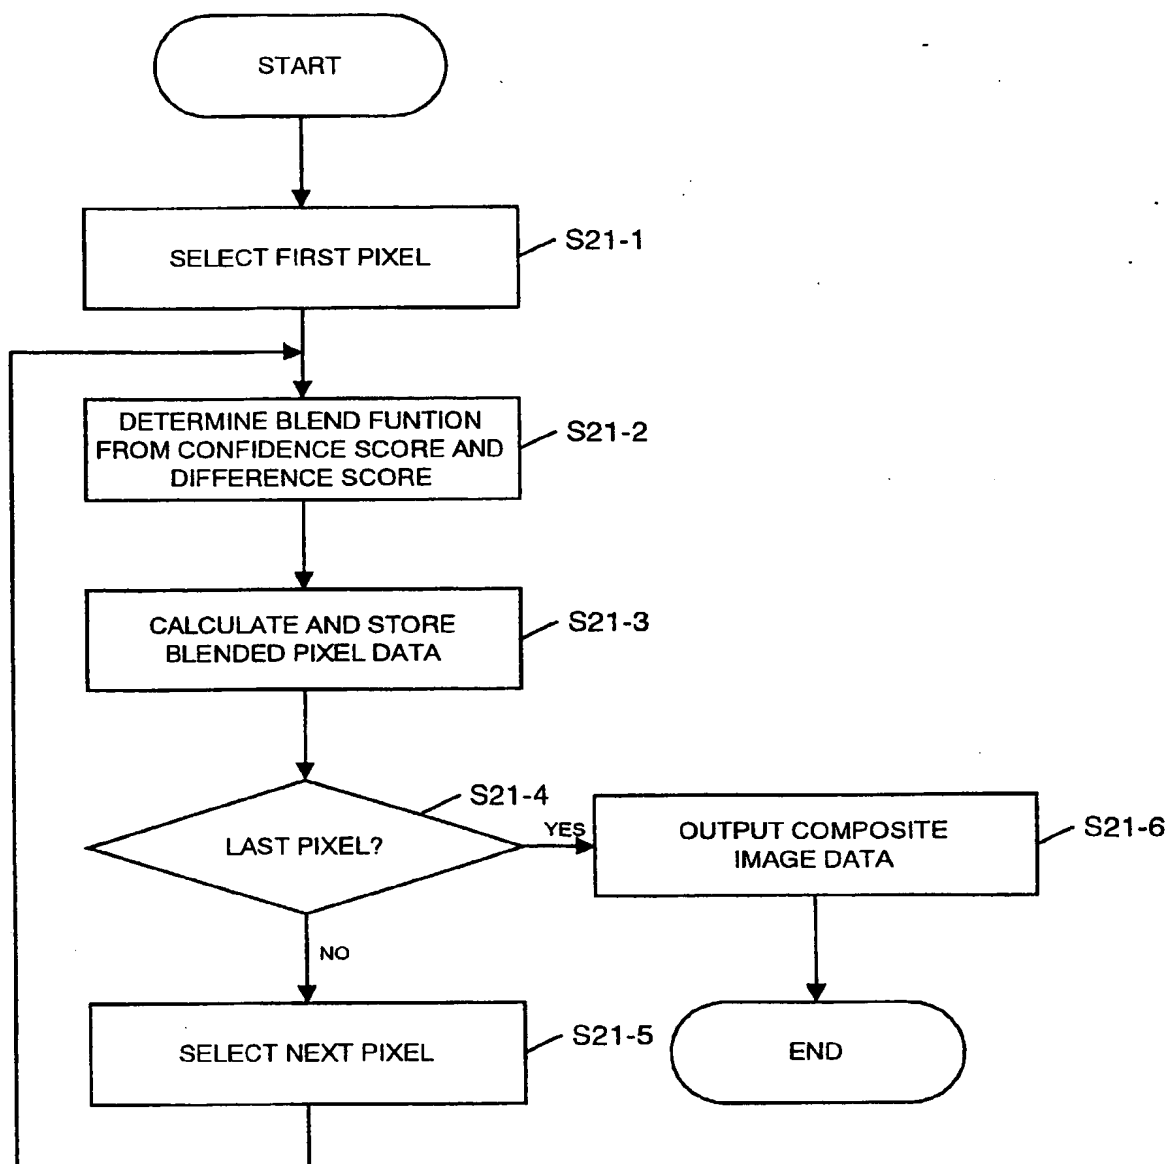 START
SELECT FIRST PIXEL
S21-1
DETERMINE BLEND FUNTION
FROM CONFIDENCE SCORE AND
DIFFERENCE SCORE
S21-2
CALCULATE AND STORE
BLENDED PIXEL DATA
S21-3
LAST PIXEL?
S21-4
YES
OUTPUT COMPOSITE
IMAGE DATA
S21-6
NO
SELECT NEXT PIXEL
S21-5
END